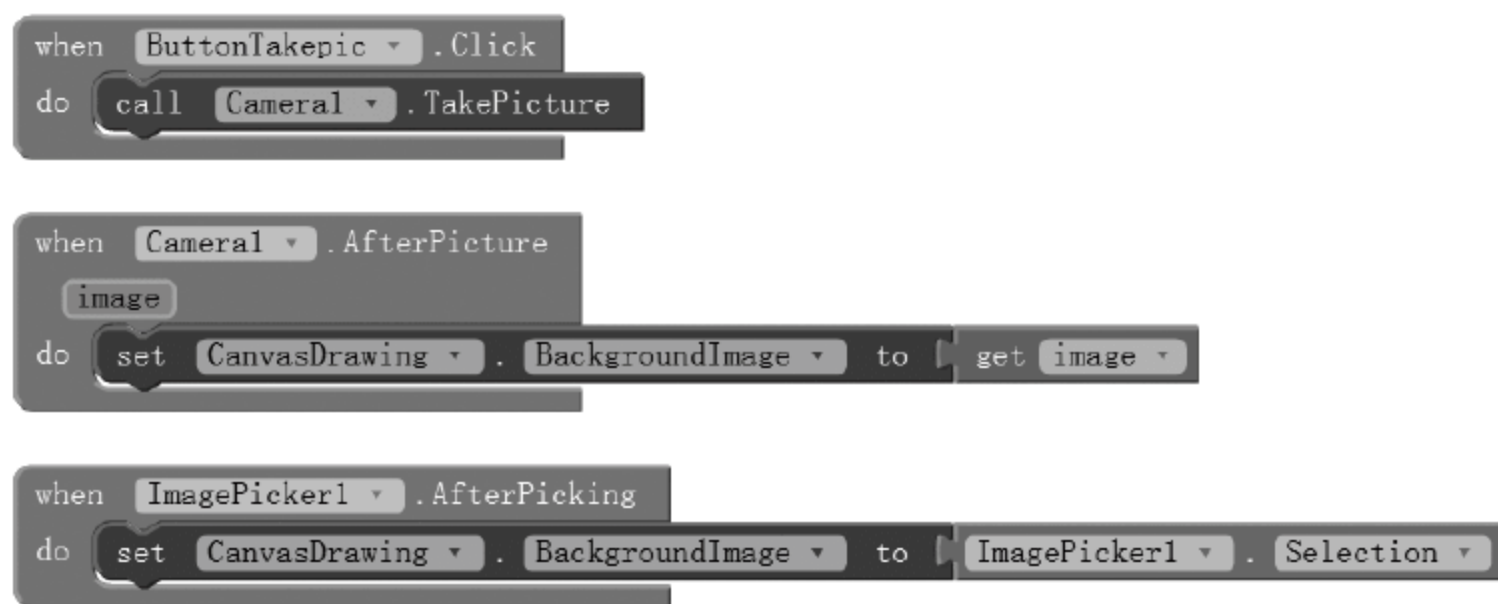 when ButtonTakepic .Click
do call Camera1 .TakePicture
when Camera1 .AfterPicture
image
do set CanvasDrawing . BackgroundImage to get image
when ImagePicker1 .AfterPicking
do set CanvasDrawing . BackgroundImage to ImagePicker1 . Selection